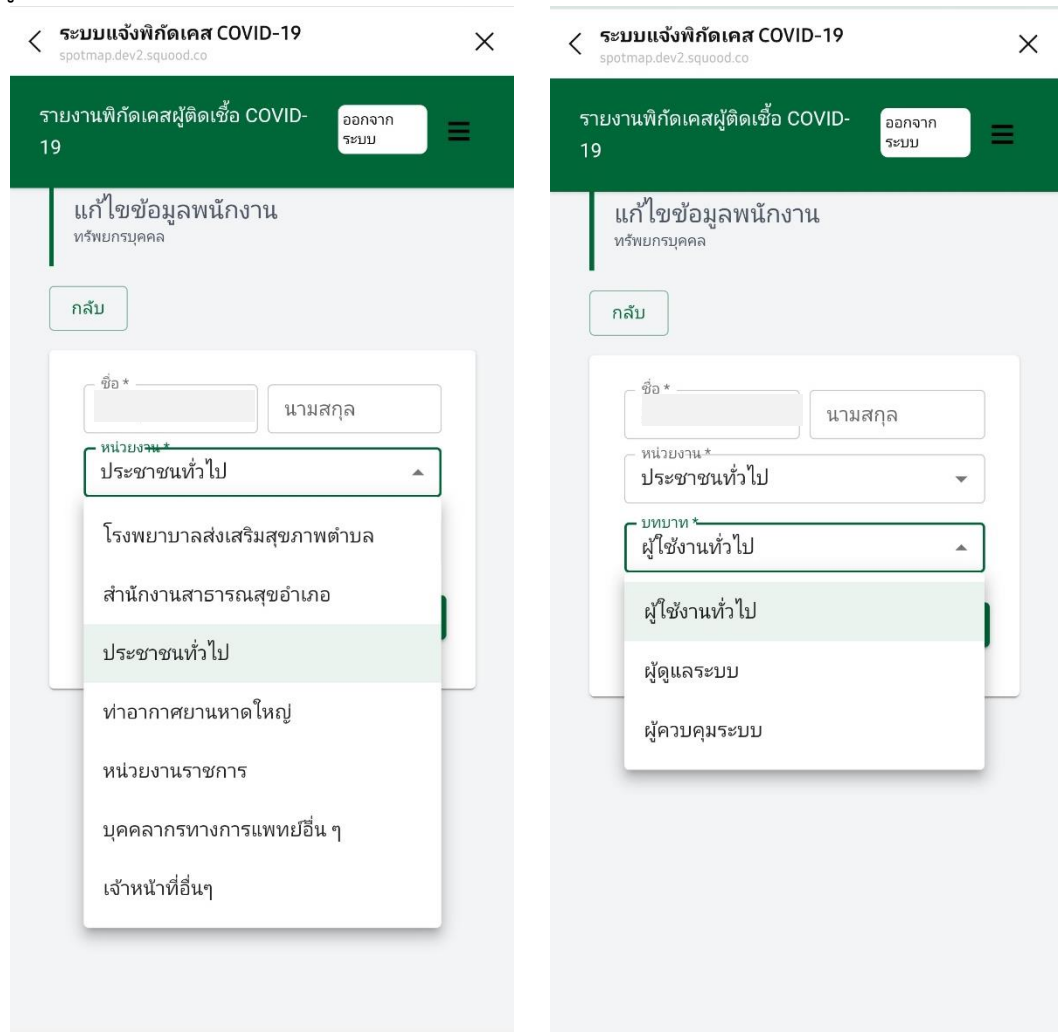 ระบบแจ้งพิกัดเคส COVID-19
spotmap.dev2.squood.co
รายงานพิกัดเคสผู้ติดเชื้อ COVID-
19
ออกจาก
ระบบ
แก้ไขข้อมูลพนักงาน
ทรัพยกรบุคคล
กลับ
ชื่อ *
นามสกุล
หน่วยงาน *
ประชาชนทั่วไป
โรงพยาบาลส่งเสริมสุขภาพตำบล
สำนักงานสาธารณสุขอำเภอ
ประชาชนทั่วไป
ท่าอากาศยานหาดใหญ่
หน่วยงานราชการ
บุคคลากรทางการแพทย์อื่น ๆ
เจ้าหน้าที่อื่นๆ
ระบบแจ้งพิกัดเคส COVID-19
spotmap.dev2.squood.co
รายงานพิกัดเคสผู้ติดเชื้อ COVID-
19
ออกจาก
ระบบ
แก้ไขข้อมูลพนักงาน
ทรัพยกรบุคคล
กลับ
ชื่อ *
นามสกุล
หน่วยงาน *
ประชาชนทั่วไป
บทบาท *
ผู้ใช้งานทั่วไป
ผู้ใช้งานทั่วไป
ผู้ดูแลระบบ
ผู้ควบคุมระบบ